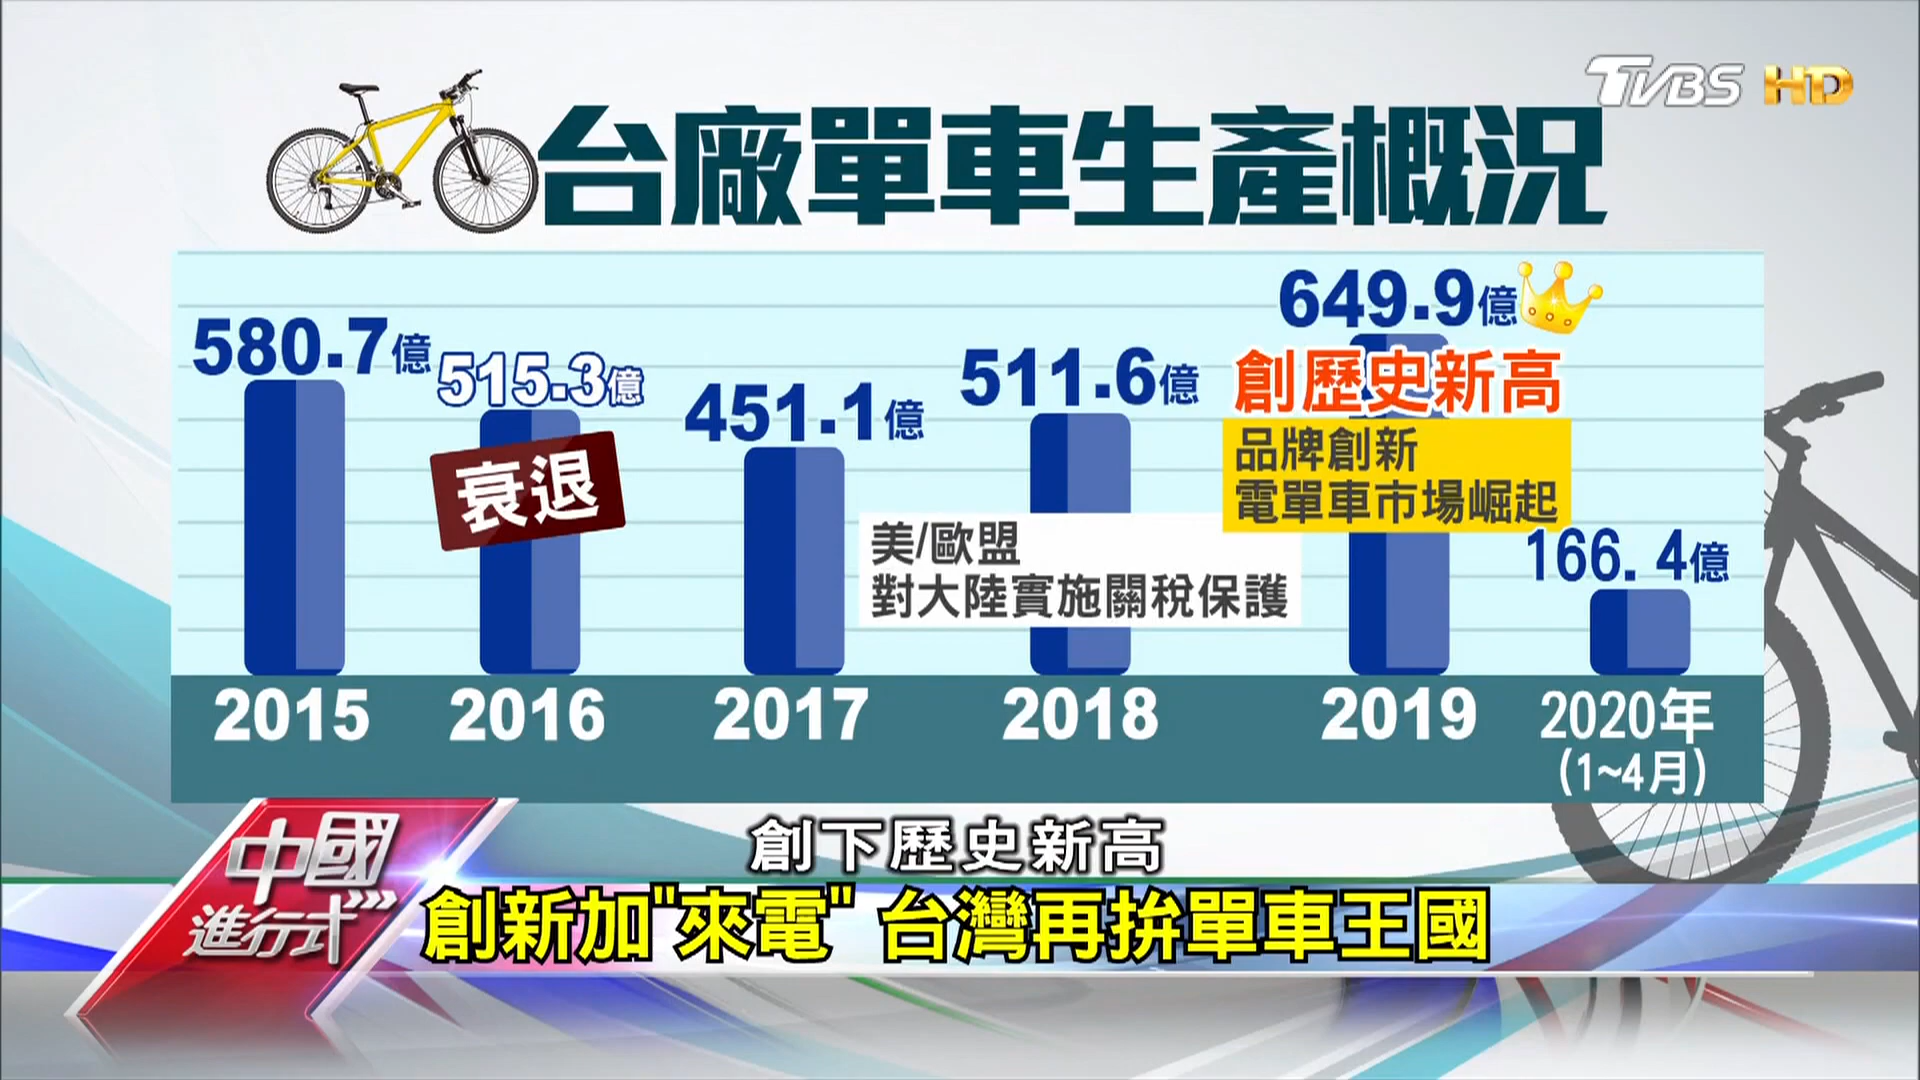 TVBS HD
台廠單車生產概況
580.7億
515.3億
451.1億
511.6億
649.9億
166.4億
衰退
美/歐盟
對大陸實施關稅保護
創歷史新高
品牌創新
電單車市場崛起
2015
2016
2017
2018
2019
2020年
(1~4月)
創下歷史新高
中國
進行式
創新加"來電" 台灣再拚單車王國